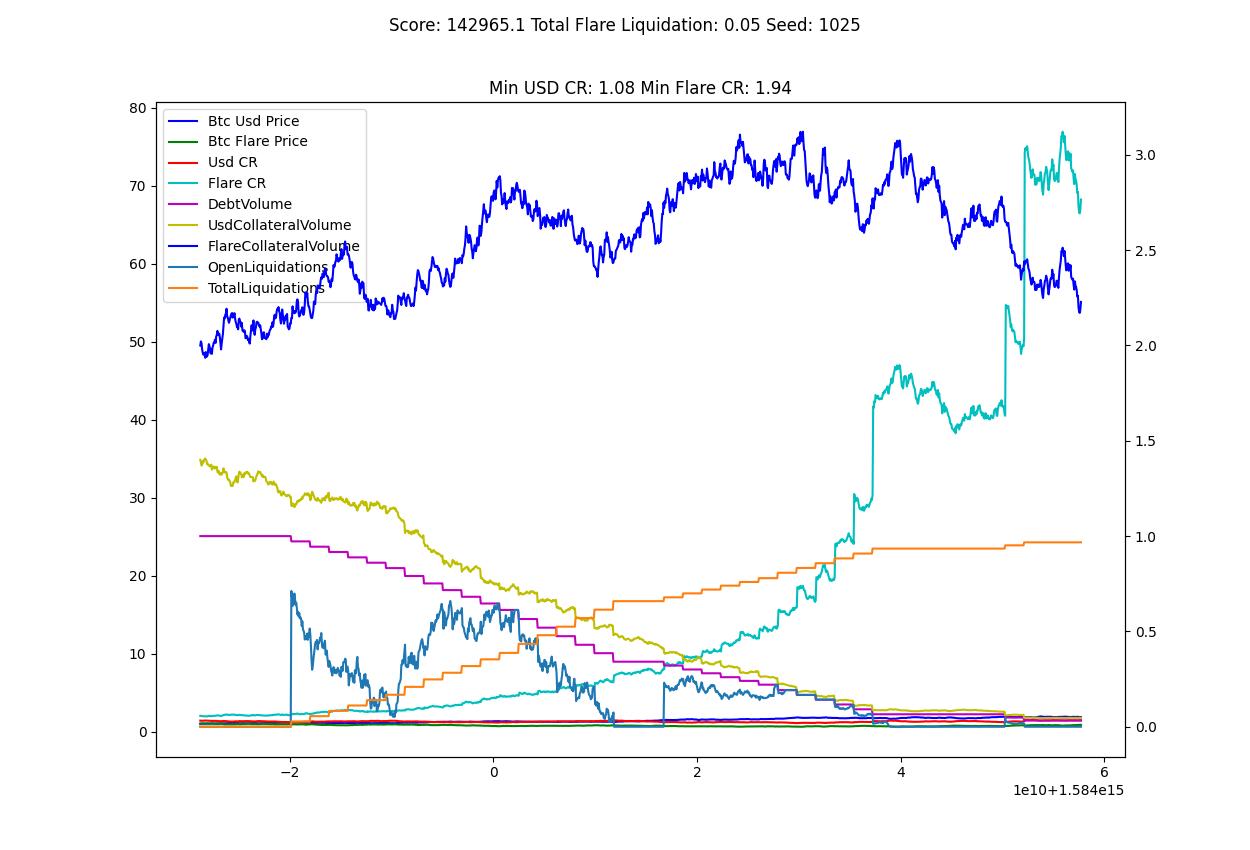 Score: 142965.1 Total Flare Liquidation: 0.05 Seed: 1025
Min USD CR: 1.08 Min Flare CR: 1.94
80
70
60
50
40
30
20
10
0
Btc Usd Price
Btc Flare Price
Usd CR
Flare CR
DebtVolume
UsdCollateralVolume
FlareCollateralVolume
OpenLiquidations
TotalLiquidations
3.0
2.5
2.0
1.5
1.0
0.5
0.0
−2 0 2 4 6
1e10+1.584e15